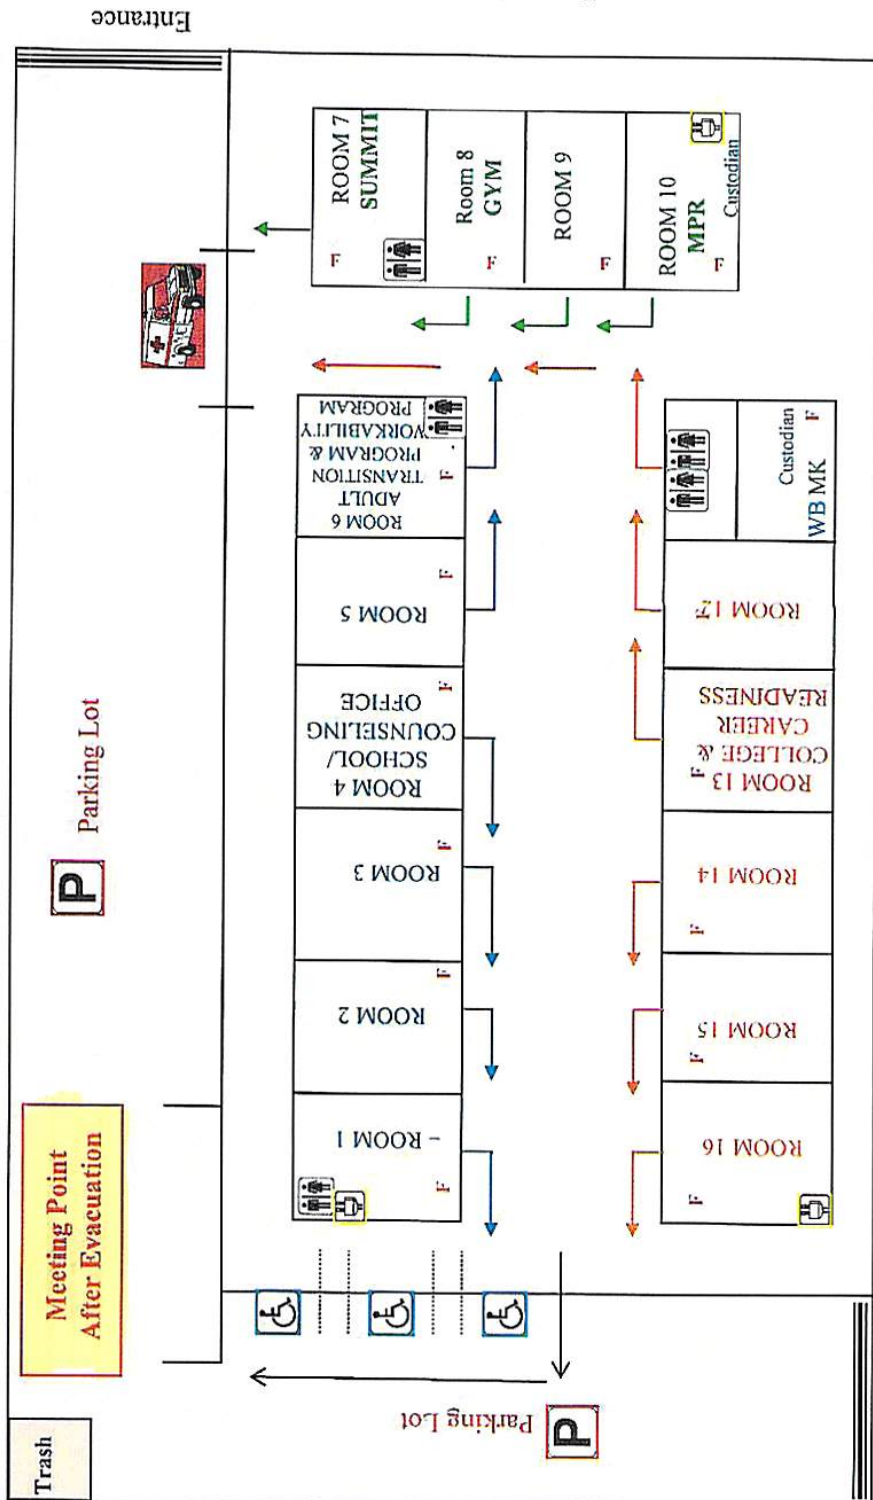 Entrance
ROOM 7
SUMMIT
F
Room 8
GYM
F
ROOM 9
F
ROOM 10
MPR
Custodian
F
ROOM 6
ADULT
TRANSITION
PROGRAM &
WORKABILITY
PROGRAM
F
ROOM 5
F
ROOM 4
SCHOOL/
COUNSELING
OFFICE
F
ROOM 3
F
ROOM 2
F
– ROOM 1
F
Custodian
WB MK
F
ROOM 12
F
ROOM 13
COLLEGE &
CAREER
READINESS
F
ROOM 14
F
ROOM 15
F
ROOM 16
F
P
Parking Lot
Meeting Point
After Evacuation
P
Parking Lot
Trash